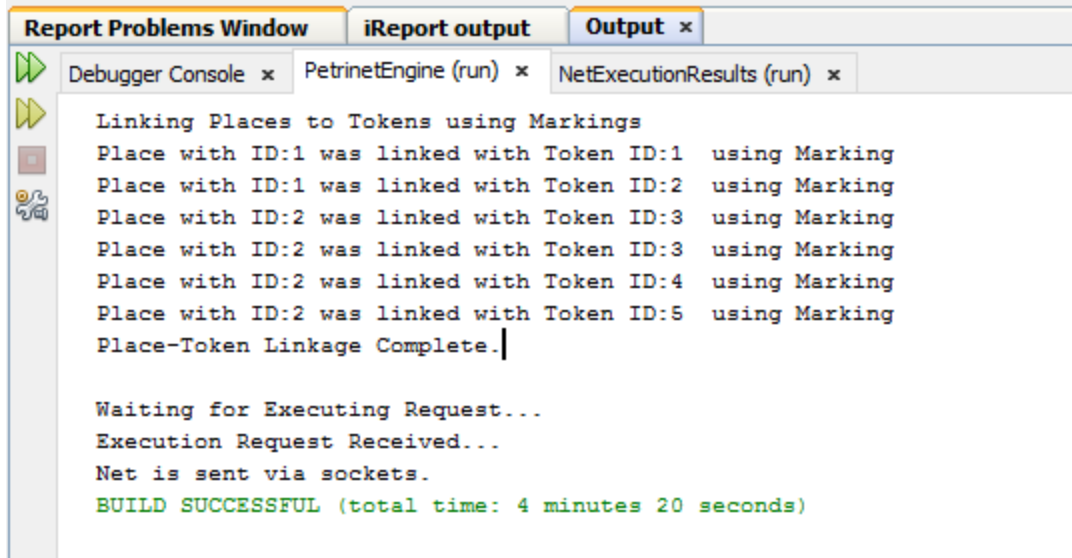 Report Problems Window iReport output Output ×
Debugger Console × PetrinetEngine (run) × NetExecutionResults (run) ×
Linking Places to Tokens using Markings
Place with ID:1 was linked with Token ID:1  using Marking
Place with ID:1 was linked with Token ID:2  using Marking
Place with ID:2 was linked with Token ID:3  using Marking
Place with ID:2 was linked with Token ID:3  using Marking
Place with ID:2 was linked with Token ID:4  using Marking
Place with ID:2 was linked with Token ID:5  using Marking
Place-Token Linkage Complete.
Waiting for Executing Request...
Execution Request Received...
Net is sent via sockets.
BUILD SUCCESSFUL (total time: 4 minutes 20 seconds)